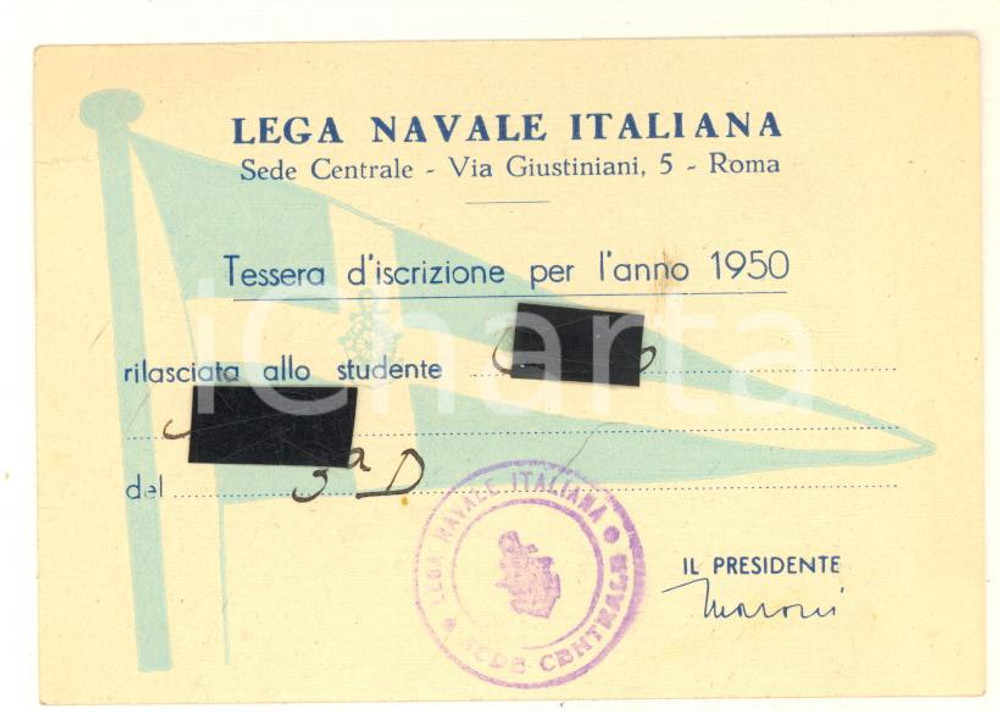 LEGA NAVALE ITALIANA
Sede Centrale - Via Giustiniani, 5 - Roma
Tessera d'iscrizione per l'anno 1950
iCharta
rilasciata allo studente
del 3ª D
LEGA NAVALE ITALIANA
SEDE CENTRALE
IL PRESIDENTE